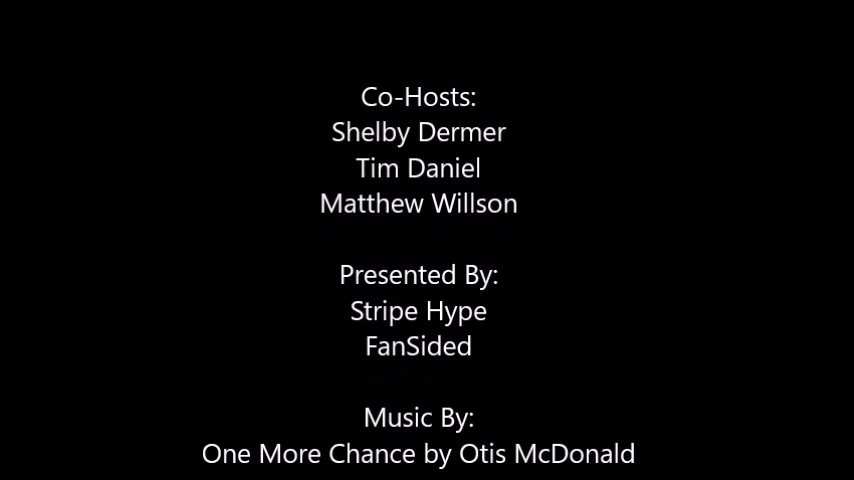 Co-Hosts:
Shelby Dermer
Tim Daniel
Matthew Willson
Presented By:
Stripe Hype
FanSided
Music By:
One More Chance by Otis McDonald